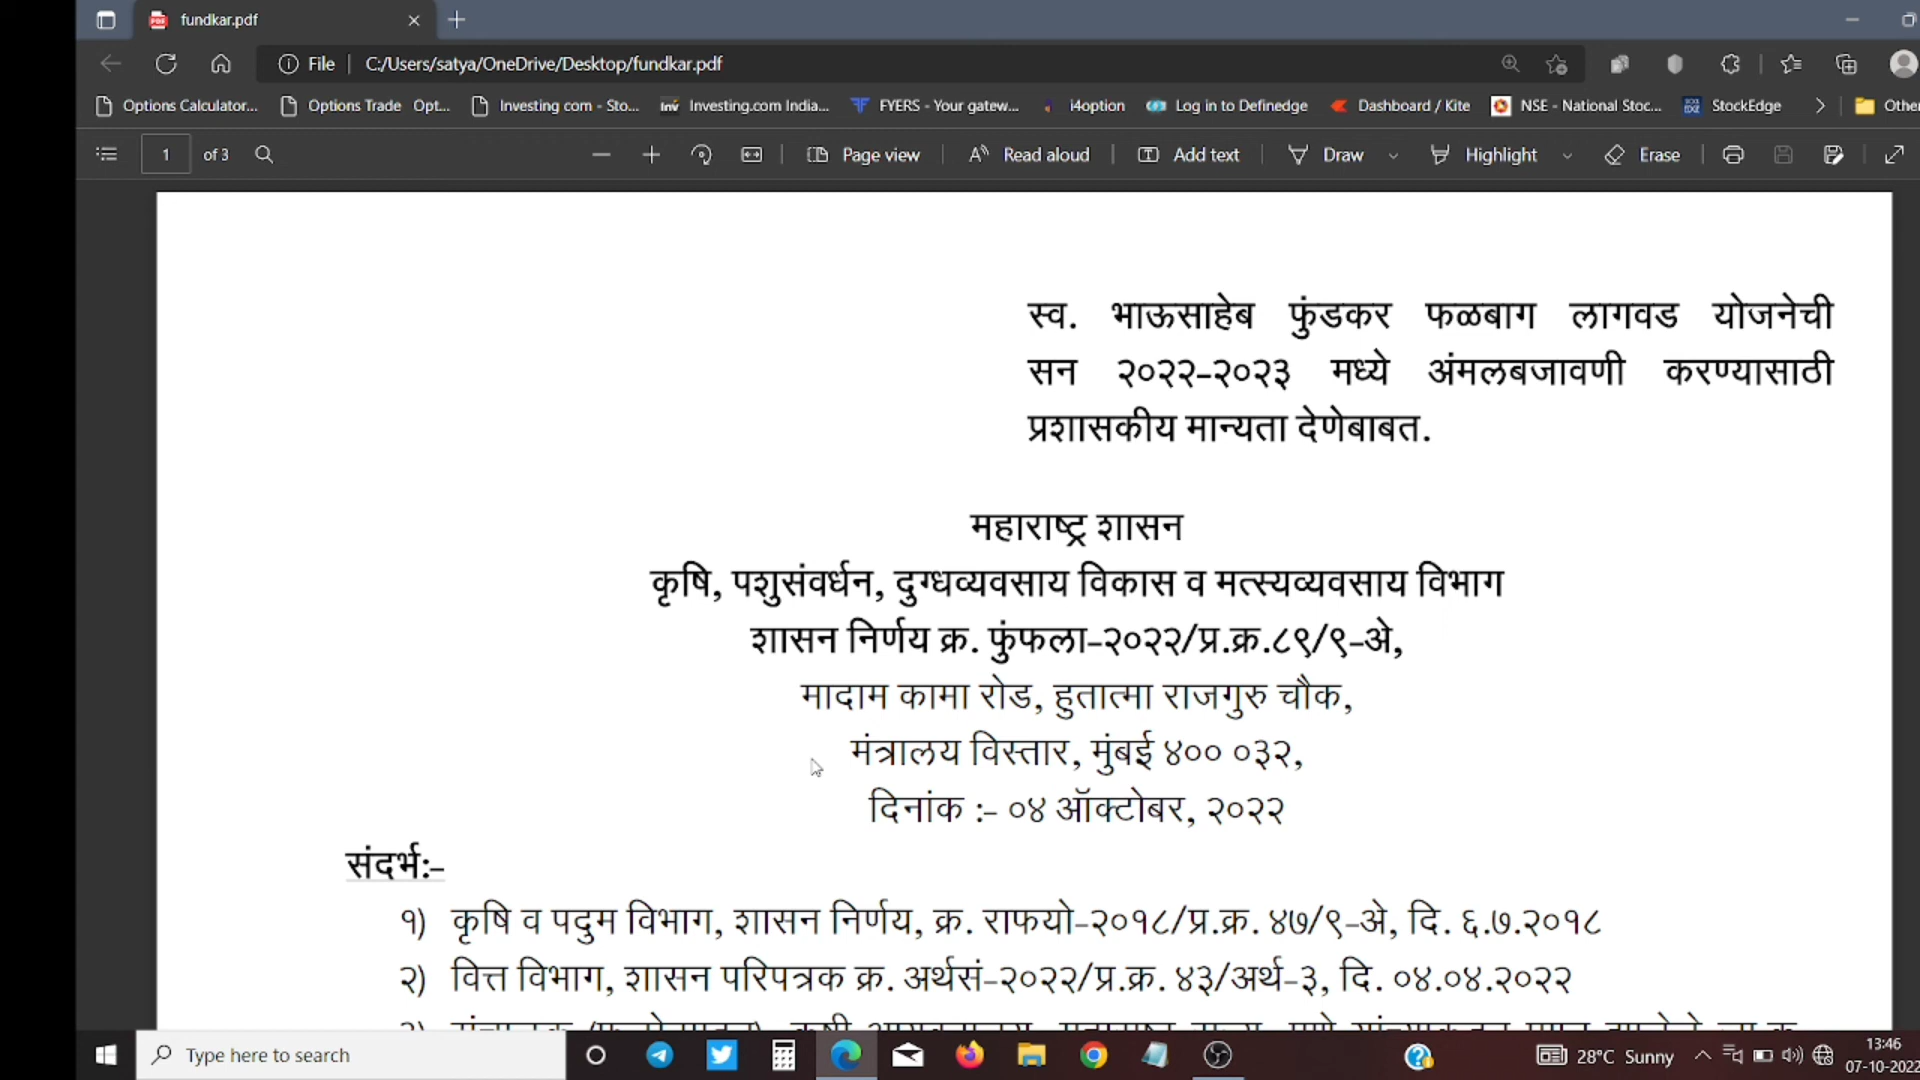 fundkar.pdf
File
C:/Users/satya/OneDrive/Desktop/fundkar.pdf
Options Calculator... Options Trade Opt... Investing com - Sto... Investing.com India... FYERS - Your gatew... i4option Log in to Definedge Dashboard / Kite NSE - National Stoc... StockEdge Other
1 of 3 Page view Read aloud Add text Draw Highlight Erase
स्व. भाऊसाहेब फुंडकर फळबाग लागवड योजनेची
सन २०२२-२०२३ मध्ये अंमलबजावणी करण्यासाठी
प्रशासकीय मान्यता देणेबाबत.
महाराष्ट्र शासन
कृषि, पशुसंवर्धन, दुग्धव्यवसाय विकास व मत्स्यव्यवसाय विभाग
शासन निर्णय क्र. फुंफला-२०२२/प्र.क्र.८९/९-अे,
मादाम कामा रोड, हुतात्मा राजगुरु चौक,
मंत्रालय विस्तार, मुंबई ४०० ०३२,
दिनांक :- ०४ ऑक्टोबर, २०२२
संदर्भ:-
१) कृषि व पदुम विभाग, शासन निर्णय, क्र. राफयो-२०१८/प्र.क्र. ४७/९-अे, दि. ६.७.२०१८
२) वित्त विभाग, शासन परिपत्रक क्र. अर्थसं-२०२२/प्र.क्र. ४३/अर्थ-३, दि. ०४.०४.२०२२
Type here to search
28°C Sunny
13:46
07-10-2022